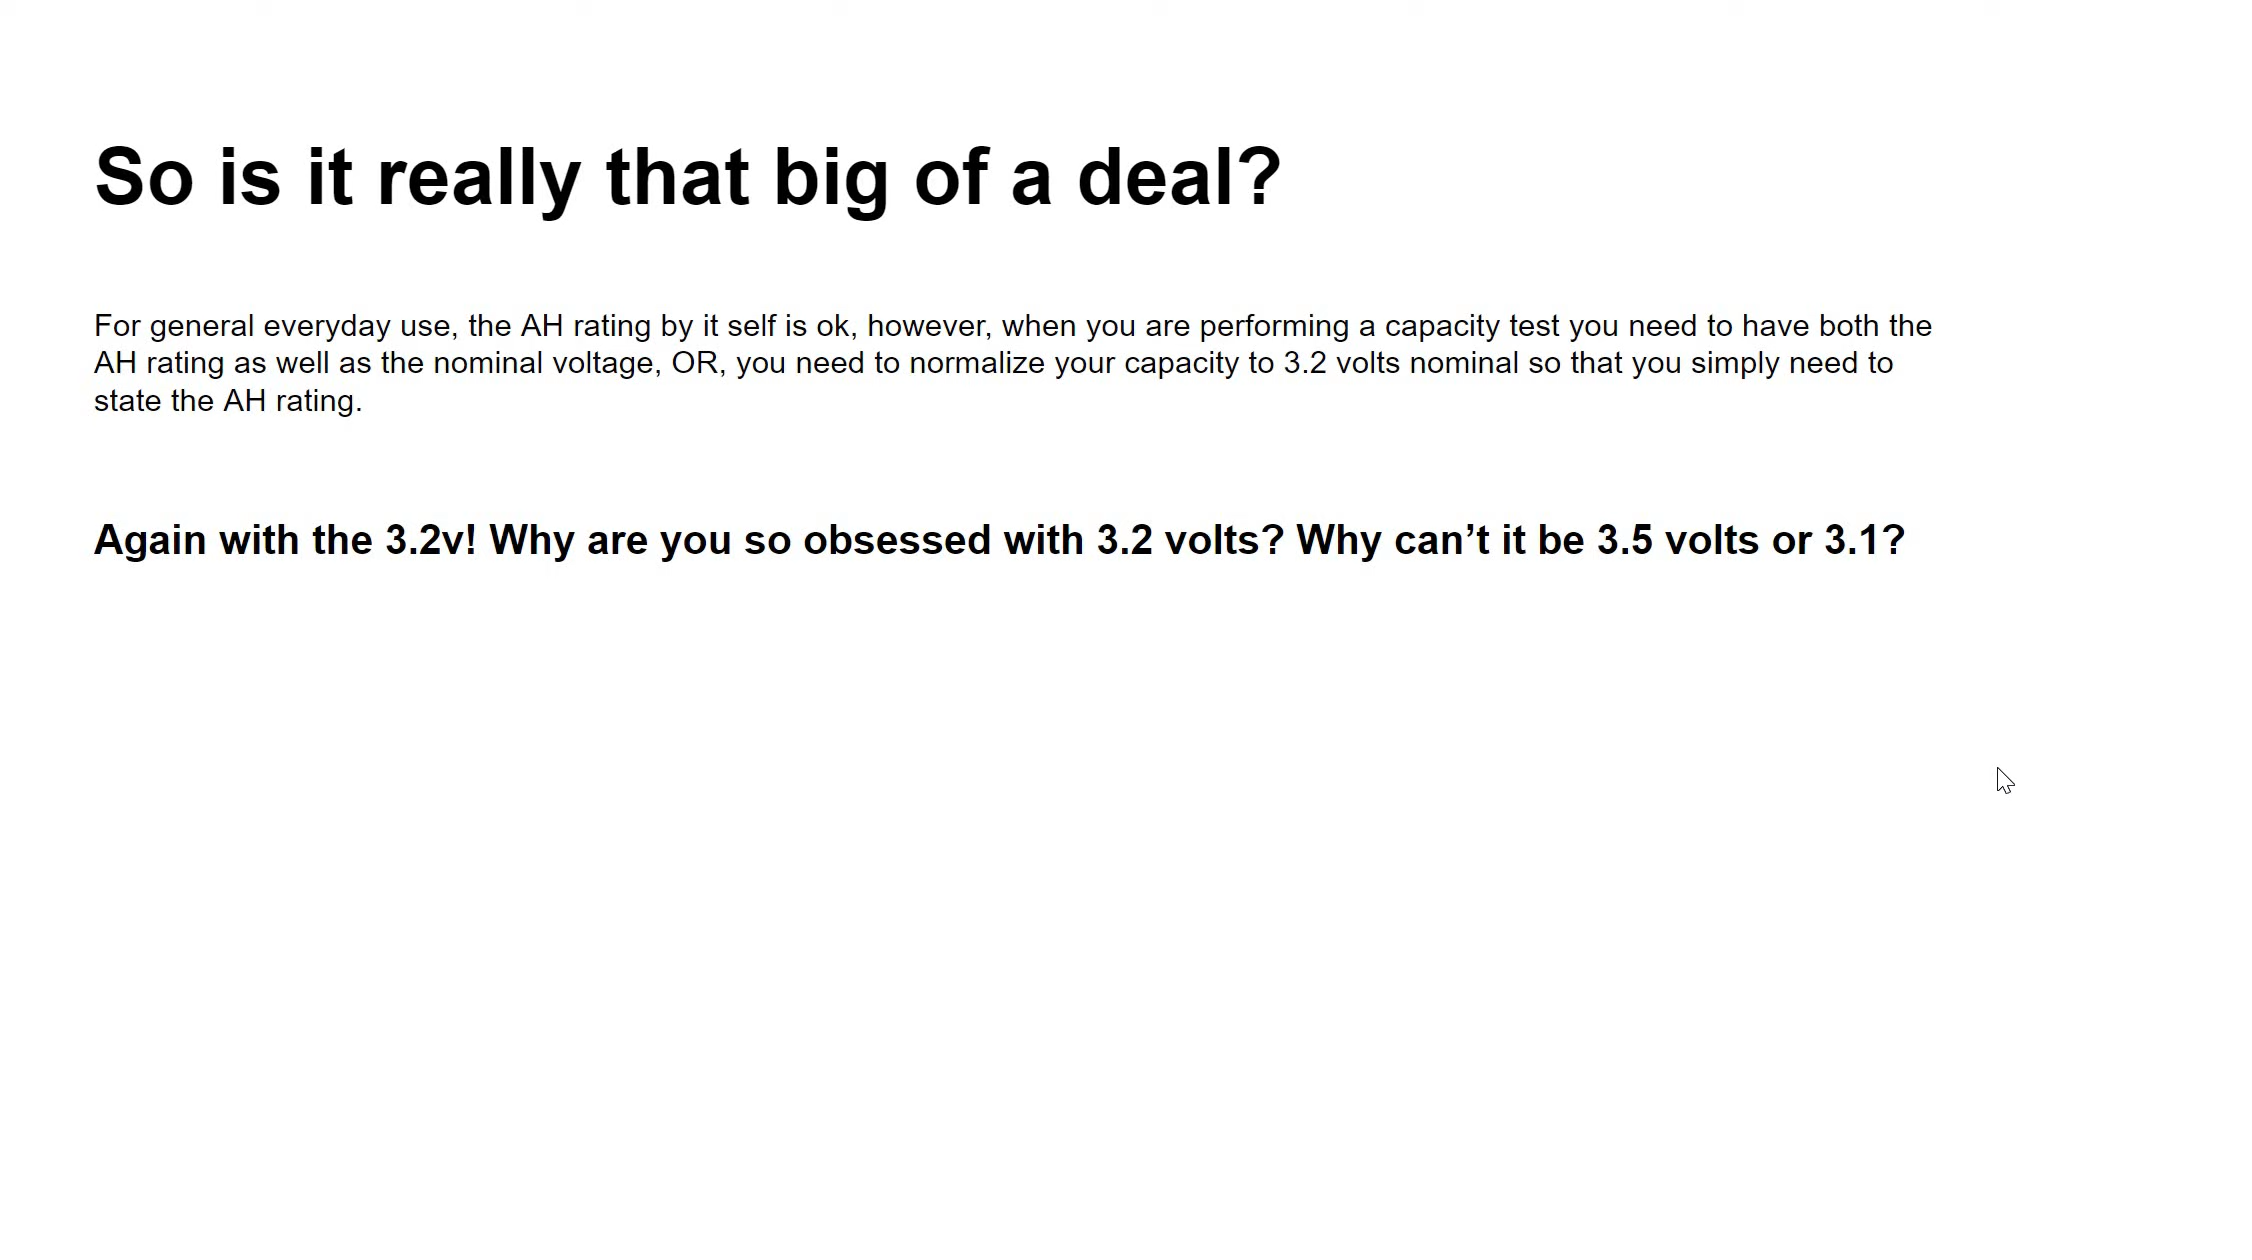 So is it really that big of a deal?
For general everyday use, the AH rating by it self is ok, however, when you are performing a capacity test you need to have both the
AH rating as well as the nominal voltage, OR, you need to normalize your capacity to 3.2 volts nominal so that you simply need to
state the AH rating.
Again with the 3.2v! Why are you so obsessed with 3.2 volts? Why can’t it be 3.5 volts or 3.1?